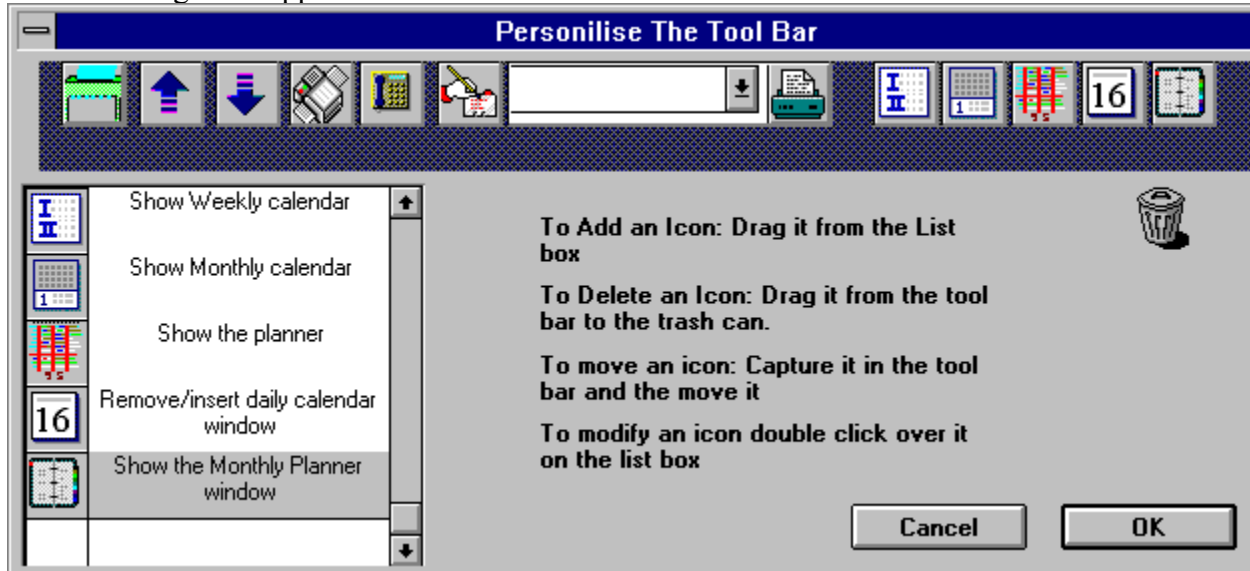 Personilise The Tool Bar
I
II
1
16
I
II
Show Weekly calendar
1
Show Monthly calendar
Show the planner
16
Remove/insert daily calendar
window
Show the Monthly Planner
window
To Add an Icon: Drag it from the List
box
To Delete an Icon: Drag it from the tool
bar to the trash can.
To move an icon: Capture it in the tool
bar and the move it
To modify an icon double click over it
on the list box
Cancel
OK